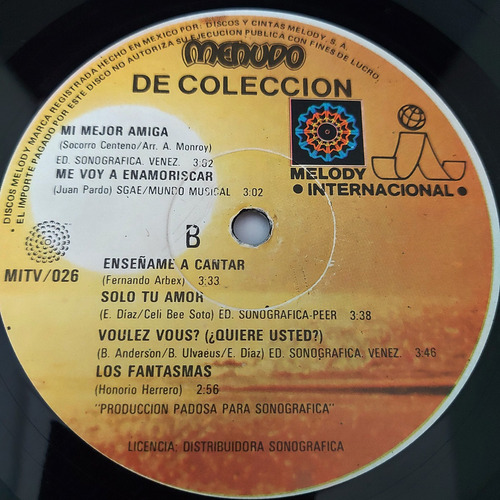 DISCOS MELODY MARCA REGISTRADA HECHO EN MEXICO POR: DISCOS Y CINTAS MELODY, S. A.
EL IMPORTE PAGADO POR ESTE DISCO NO AUTORIZA SU EJECUCION PUBLICA CON FINES DE LUCRO
MENUDO
DE COLECCION
MI MEJOR AMIGA
(Socorro Centeno/Arr. A. Monroy)
ED. SONOGRAFICA. VENEZ. 3:02
ME VOY A ENAMORISCAR
(Juan Pardo) SGAE/MUNDO MUSICAL 3:02
MELODY
• INTERNACIONAL •
B
MITV/026
ENSEÑAME A CANTAR
(Fernando Arbex) 3:33
SOLO TU AMOR
(E. Díaz/Celi Bee Soto) ED. SONOGRAFICA-PEER 3:38
VOULEZ VOUS? (¿QUIERE USTED?)
(B. Anderson/B. Ulvaeus/E. Díaz) ED. SONOGRAFICA. VENEZ. 3:46
LOS FANTASMAS
(Honorio Herrero) 2:56
"PRODUCCION PADOSA PARA SONOGRAFICA"
LICENCIA: DISTRIBUIDORA SONOGRAFICA